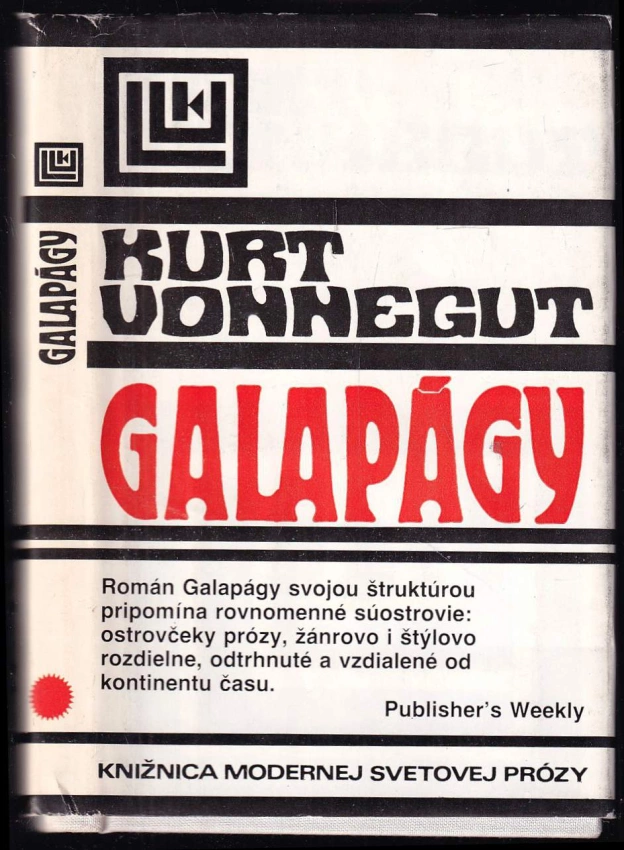 GALAPÁGY
KURT
VONNEGUT
GALAPÁGY
Román Galapágy svojou štruktúrou
pripomína rovnomenné súostrovie:
ostrovčeky prózy, žánrovo i štýlovo
rozdielne, odtrhnuté a vzdialené od
kontinentu času.
Publisher's Weekly
KNIŽNICA MODERNEJ SVETOVEJ PRÓZY